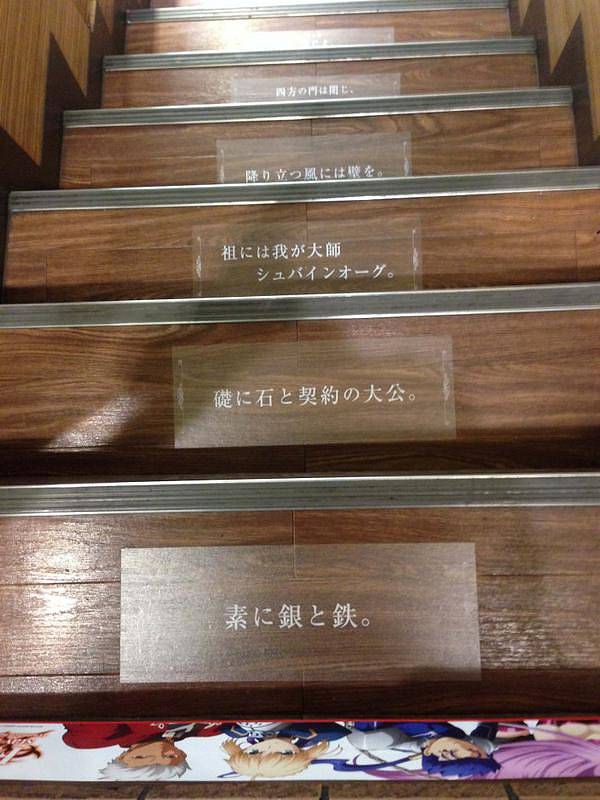 素に銀と鉄。
礎に石と契約の大公。
祖には我が大師
シュバインオーグ。
降り立つ風には壁を。
四方の門は閉じ、